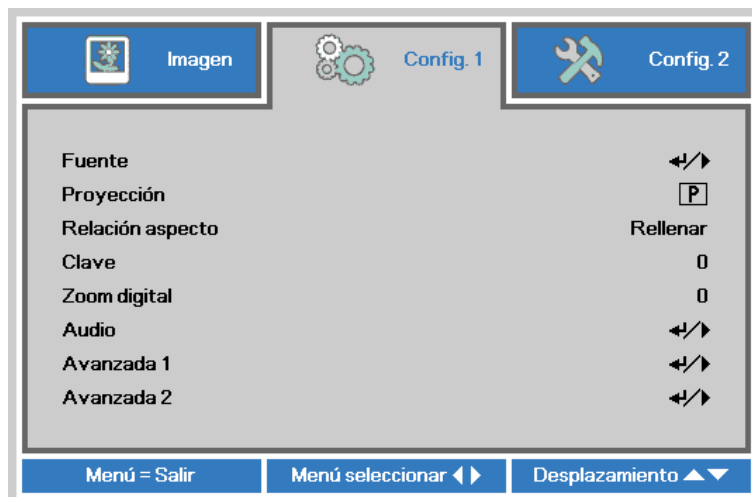 Imagen Config. 1 Config. 2
Fuente
Proyección P
Relación aspecto Rellenar
Clave 0
Zoom digital 0
Audio
Avanzada 1
Avanzada 2
Menú = Salir Menú seleccionar Desplazamiento